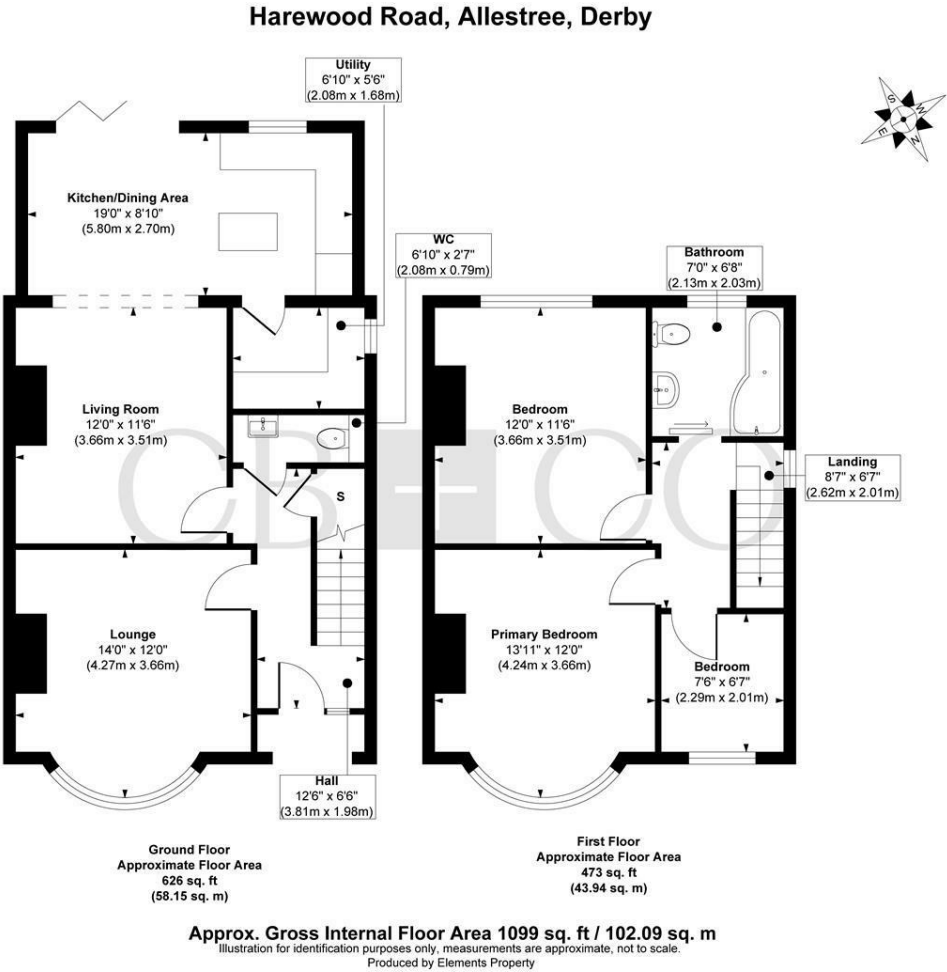 Harewood Road, Allestree, Derby
Utility
6'10" x 5'6"
(2.08m x 1.68m)
S
W
E
N
Kitchen/Dining Area
19'0" x 8'10"
(5.80m x 2.70m)
WC
6'10" x 2'7"
(2.08m x 0.79m)
Bathroom
7'0" x 6'8"
(2.13m x 2.03m)
Living Room
12'0" x 11'6"
(3.66m x 3.51m)
Bedroom
12'0" x 11'6"
(3.66m x 3.51m)
Landing
8'7" x 6'7"
(2.62m x 2.01m)
S
CB+CO
Lounge
14'0" x 12'0"
(4.27m x 3.66m)
Primary Bedroom
13'11" x 12'0"
(4.24m x 3.66m)
Bedroom
7'6" x 6'7"
(2.29m x 2.01m)
Hall
12'6" x 6'6"
(3.81m x 1.98m)
Ground Floor
Approximate Floor Area
626 sq. ft
(58.15 sq. m)
First Floor
Approximate Floor Area
473 sq. ft
(43.94 sq. m)
Approx. Gross Internal Floor Area 1099 sq. ft / 102.09 sq. m
Illustration for identification purposes only, measurements are approximate, not to scale.
Produced by Elements Property